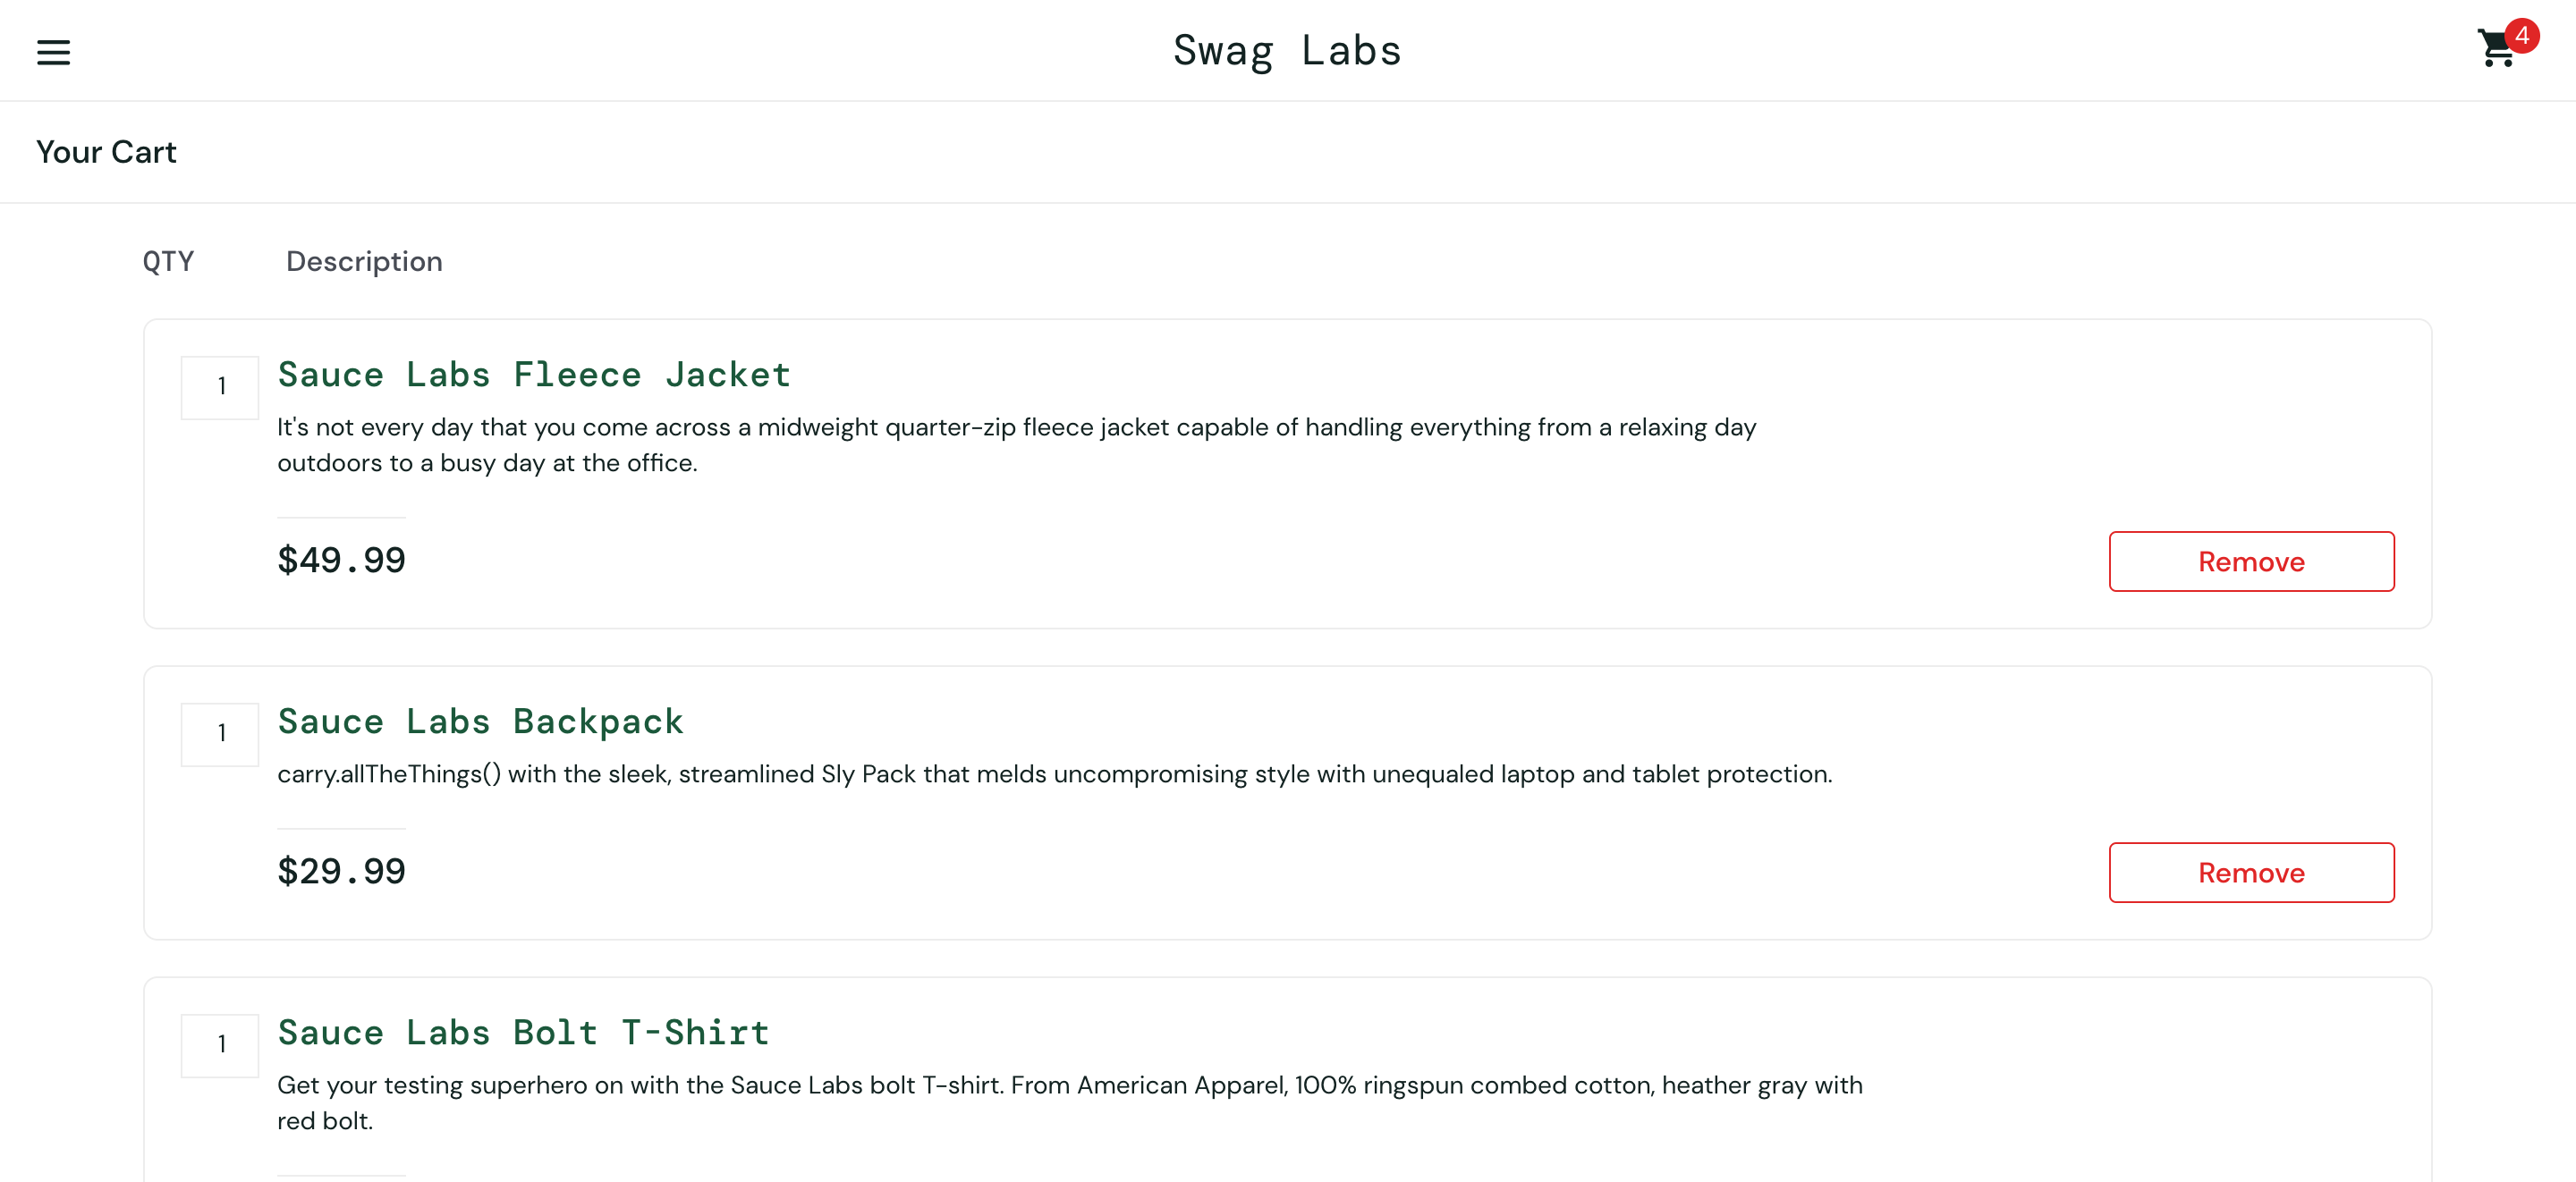 Swag Labs
4
Your Cart
QTY Description
1
Sauce Labs Fleece Jacket
It's not every day that you come across a midweight quarter-zip fleece jacket capable of handling everything from a relaxing day
outdoors to a busy day at the office.
$49.99
Remove
1
Sauce Labs Backpack
carry.allTheThings() with the sleek, streamlined Sly Pack that melds uncompromising style with unequaled laptop and tablet protection.
$29.99
Remove
1
Sauce Labs Bolt T-Shirt
Get your testing superhero on with the Sauce Labs bolt T-shirt. From American Apparel, 100% ringspun combed cotton, heather gray with
red bolt.